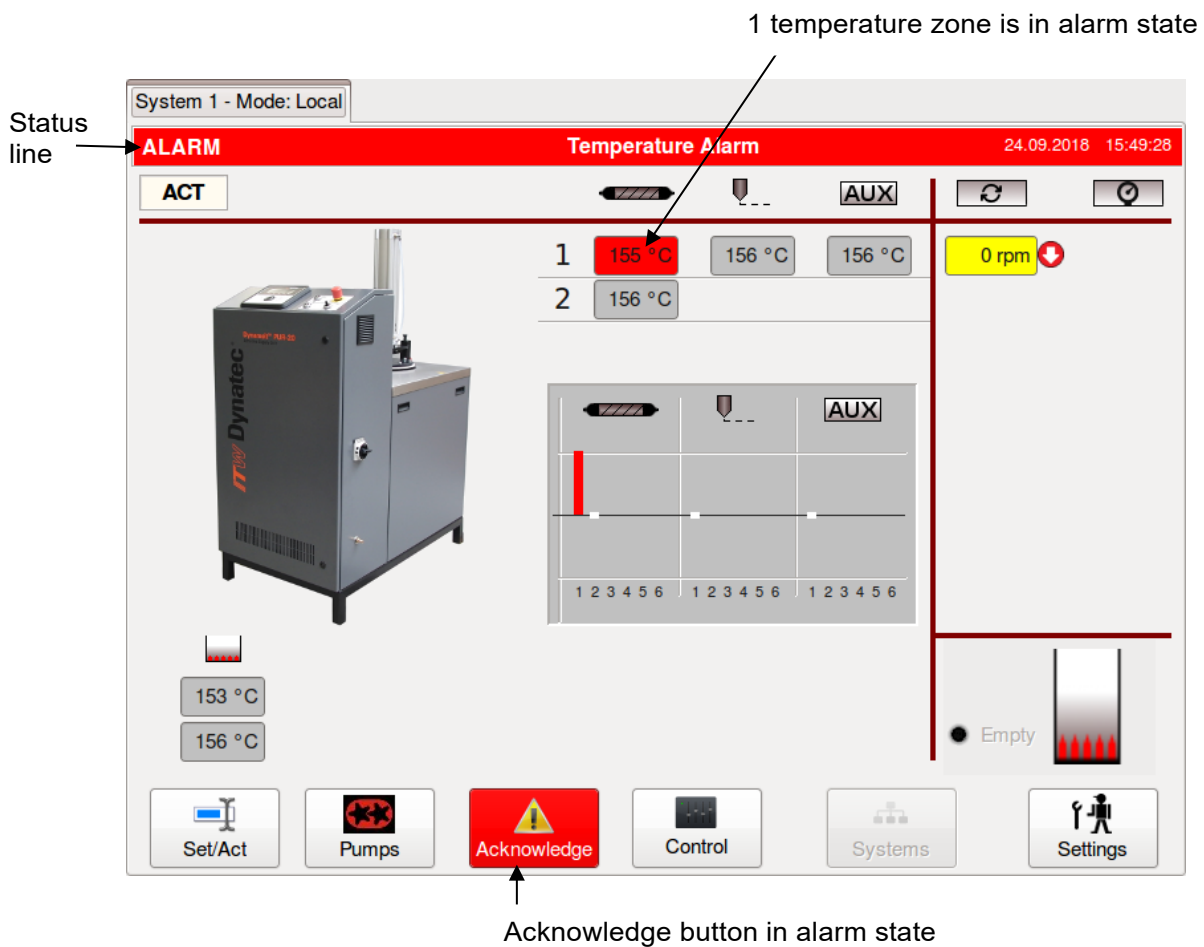 1 temperature zone is in alarm state
System 1 - Mode: Local
Status
line
ALARM Temperature Alarm 24.09.2018 15:49:28
ACT AUX
1 155 °C 156 °C 156 °C 0 rpm
2 156 °C
ITW Dynatec
AUX
1 2 3 4 5 6 1 2 3 4 5 6 1 2 3 4 5 6
153 °C
156 °C
Empty
Set/Act Pumps Acknowledge Control Systems Settings
Acknowledge button in alarm state